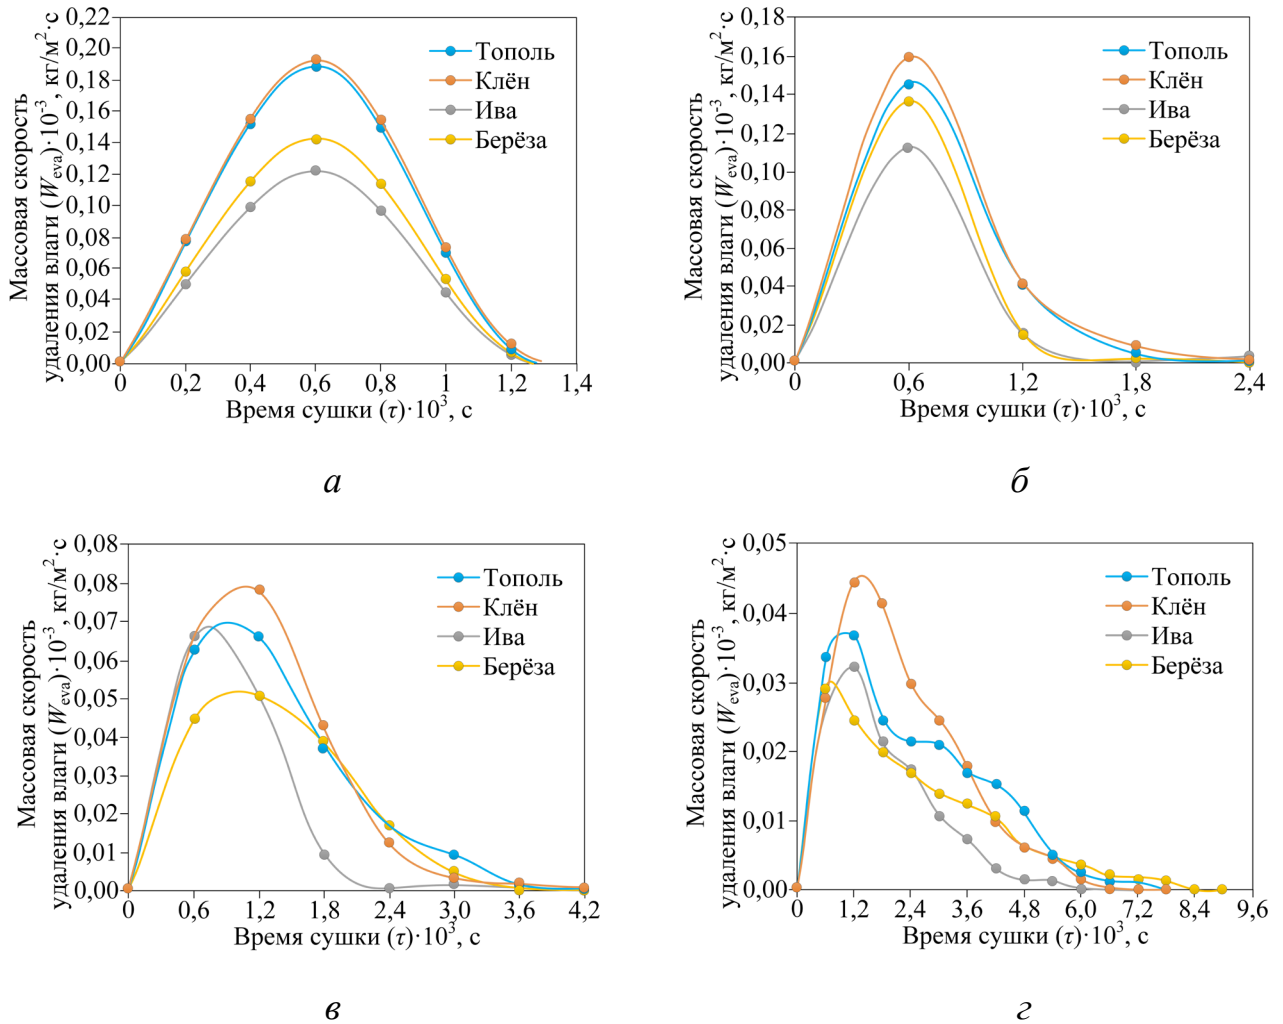 Массовая скорость
удаления влаги (Weva)·10⁻³, кг/м²·с
0,22
0,20
0,18
0,16
0,14
0,12
0,10
0,08
0,06
0,04
0,02
0,00
Тополь
Клён
Ива
Берёза
0 0,2 0,4 0,6 0,8 1 1,2 1,4
Время сушки (τ)·10³, с
а
Массовая скорость
удаления влаги (Weva)·10⁻³, кг/м²·с
0,18
0,16
0,14
0,12
0,10
0,08
0,06
0,04
0,02
0,00
Тополь
Клён
Ива
Берёза
0 0,6 1,2 1,8 2,4
Время сушки (τ)·10³, с
б
Массовая скорость
удаления влаги (Weva)·10⁻³, кг/м²·с
0,08
0,08
0,07
0,06
0,05
0,04
0,03
0,02
0,01
0,00
Тополь
Клён
Ива
Берёза
0 0,6 1,2 1,8 2,4 3,0 3,6 4,2
Время сушки (τ)·10³, с
в
Массовая скорость
удаления влаги (Weva)·10⁻³, кг/м²·с
0,05
0,04
0,03
0,02
0,01
0,00
Тополь
Клён
Ива
Берёза
0 1,2 2,4 3,6 4,8 6,0 7,2 8,4 9,6
Время сушки (τ)·10³, с
г